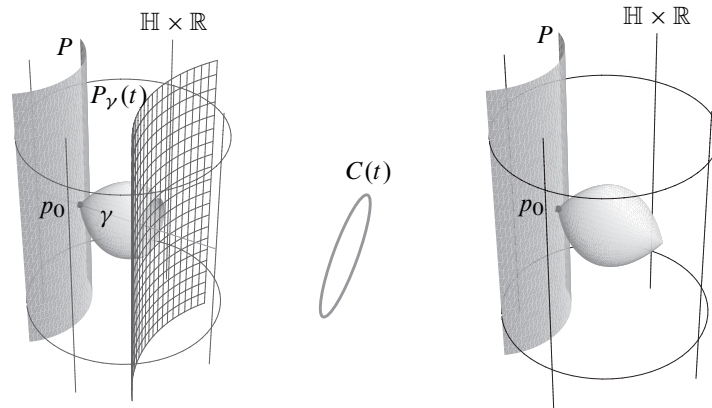 ℍ × ℝ
P
P_γ(t)
p₀
γ
C(t)
ℍ × ℝ
P
p₀